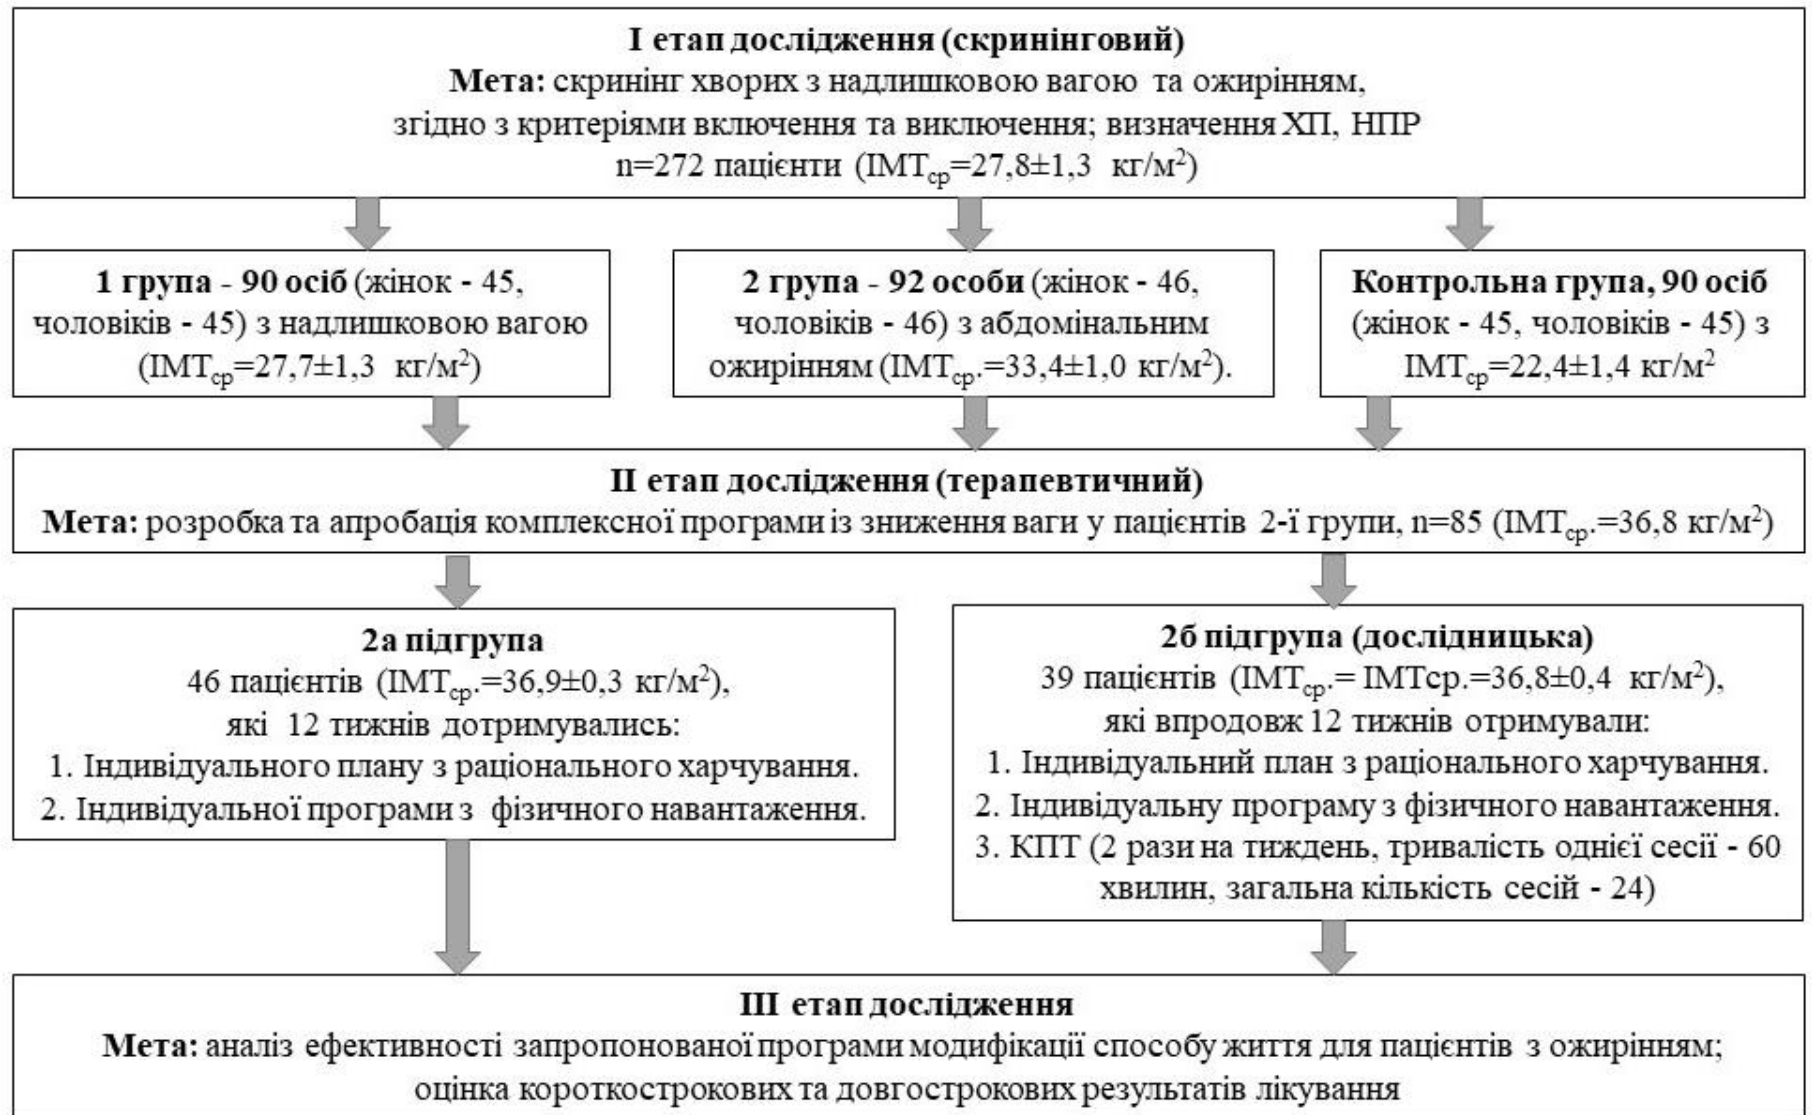 І етап дослідження (скринінговий)
Мета: скринінг хворих з надлишковою вагою та ожирінням,
згідно з критеріями включення та виключення; визначення ХП, НПР
n=272 пацієнти (ІМТср=27,8±1,3 кг/м²)
1 група - 90 осіб (жінок - 45,
чоловіків - 45) з надлишковою вагою
(ІМТср=27,7±1,3 кг/м²)
2 група - 92 особи (жінок - 46,
чоловіків - 46) з абдомінальним
ожирінням (ІМТср.=33,4±1,0 кг/м²).
Контрольна група, 90 осіб
(жінок - 45, чоловіків - 45) з
ІМТср=22,4±1,4 кг/м²
ІІ етап дослідження (терапевтичний)
Мета: розробка та апробація комплексної програми із зниження ваги у пацієнтів 2-ї групи, n=85 (ІМТср.=36,8 кг/м²)
2а підгрупа
46 пацієнтів (ІМТср.=36,9±0,3 кг/м²),
які 12 тижнів дотримувались:
1. Індивідуального плану з раціонального харчування.
2. Індивідуальної програми з фізичного навантаження.
2б підгрупа (дослідницька)
39 пацієнтів (ІМТср.= ІМТср.=36,8±0,4 кг/м²),
які впродовж 12 тижнів отримували:
1. Індивідуальний план з раціонального харчування.
2. Індивідуальну програму з фізичного навантаження.
3. КПТ (2 рази на тиждень, тривалість однієї сесії - 60
хвилин, загальна кількість сесій - 24)
ІІІ етап дослідження
Мета: аналіз ефективності запропонованої програми модифікації способу життя для пацієнтів з ожирінням;
оцінка короткострокових та довгострокових результатів лікування